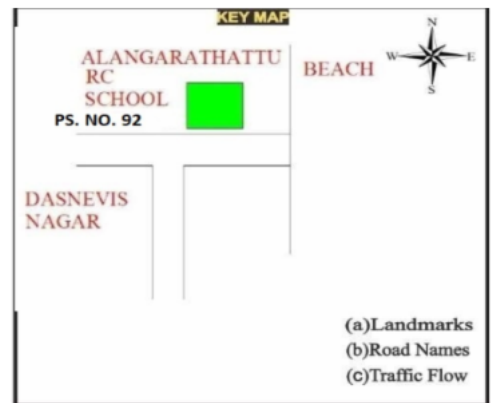 KEY MAP
N
W E
S
ALANGARATHATTU
RC
SCHOOL
PS. NO. 92
BEACH
DASNEVIS
NAGAR
(a)Landmarks
(b)Road Names
(c)Traffic Flow